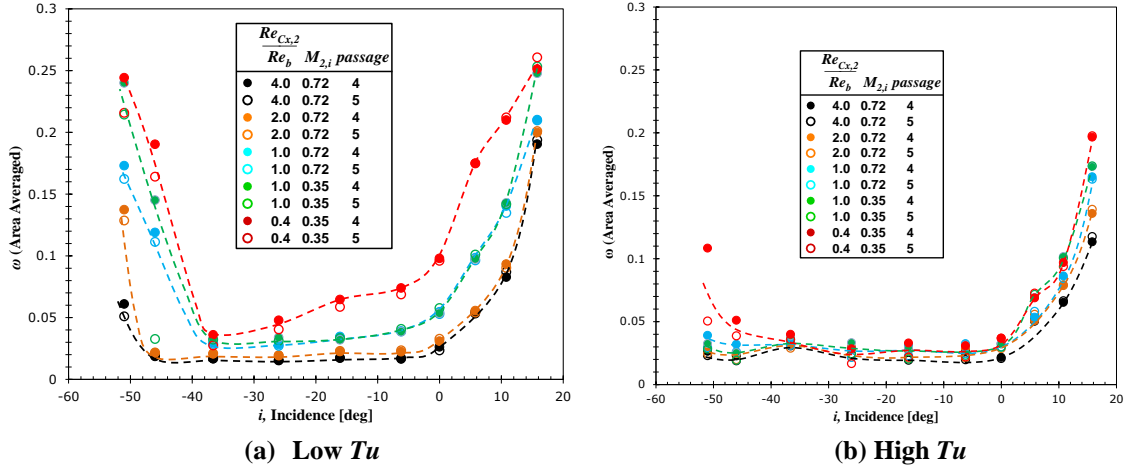 0.3
0.25
0.2
0.15
0.1
0.05
0
ω (Area Averaged)
-60 -50 -40 -30 -20 -10 0 10 20
i, Incidence [deg]
Re_{Cx,2}
Re_b M_{2,i} passage
4.0 0.72 4
4.0 0.72 5
2.0 0.72 4
2.0 0.72 5
1.0 0.72 4
1.0 0.72 5
1.0 0.35 4
1.0 0.35 5
0.4 0.35 4
0.4 0.35 5
(a) Low Tu
0.3
0.25
0.2
0.15
0.1
0.05
0
ω (Area Averaged)
-60 -50 -40 -30 -20 -10 0 10 20
i, Incidence [deg]
Re_{Cx,2}
Re_b M_{2,i} passage
4.0 0.72 4
4.0 0.72 5
2.0 0.72 4
2.0 0.72 5
1.0 0.72 4
1.0 0.72 5
1.0 0.35 4
1.0 0.35 5
0.4 0.35 4
0.4 0.35 5
(b) High Tu